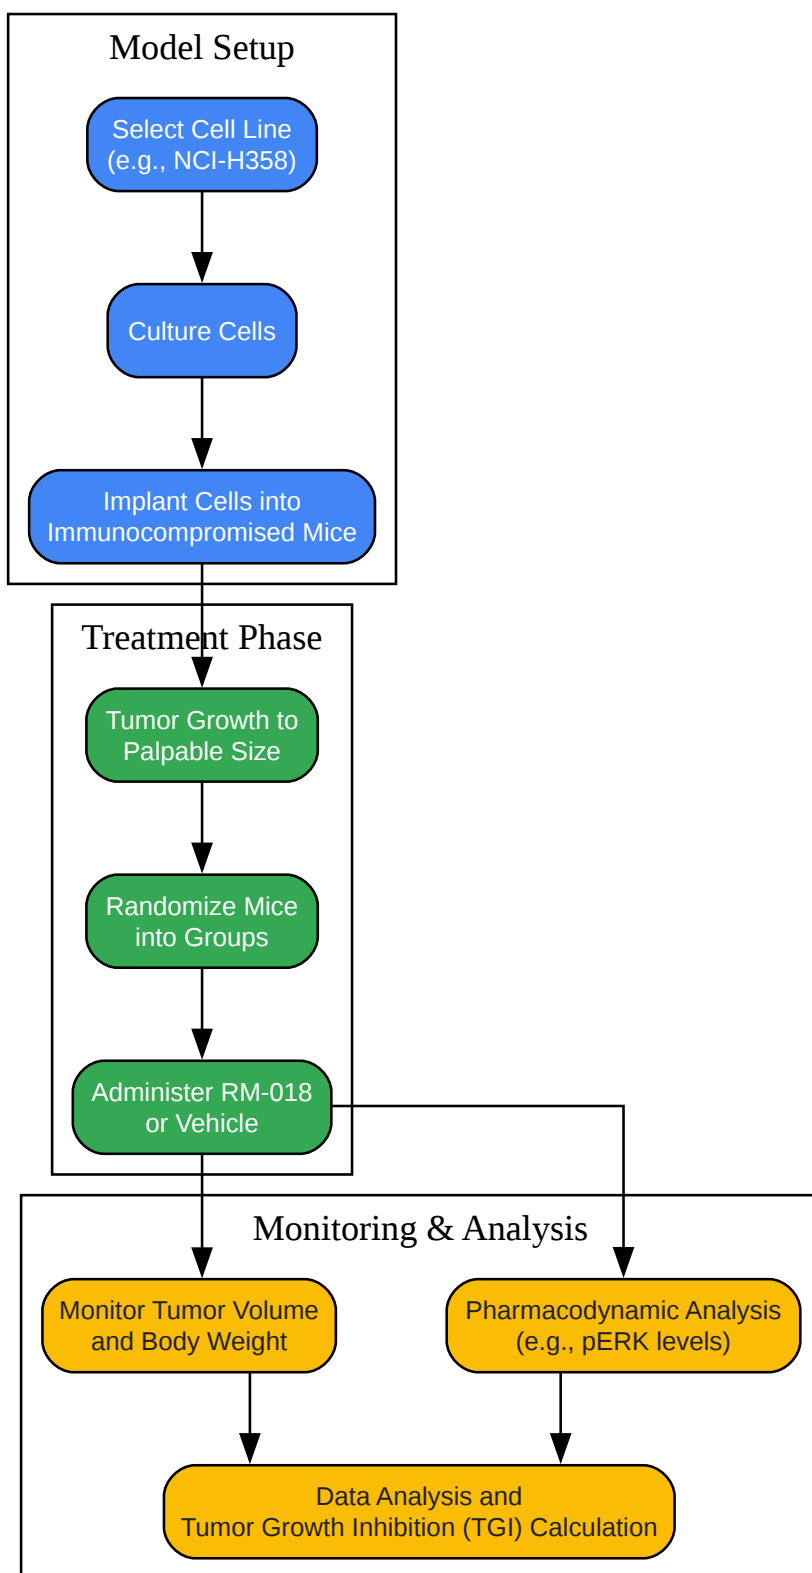 Model Setup
Select Cell Line
(e.g., NCI-H358)
Culture Cells
Implant Cells into
Immunocompromised Mice
Treatment Phase
Tumor Growth to
Palpable Size
Randomize Mice
into Groups
Administer RM-018
or Vehicle
Monitoring & Analysis
Monitor Tumor Volume
and Body Weight
Pharmacodynamic Analysis
(e.g., pERK levels)
Data Analysis and
Tumor Growth Inhibition (TGI) Calculation